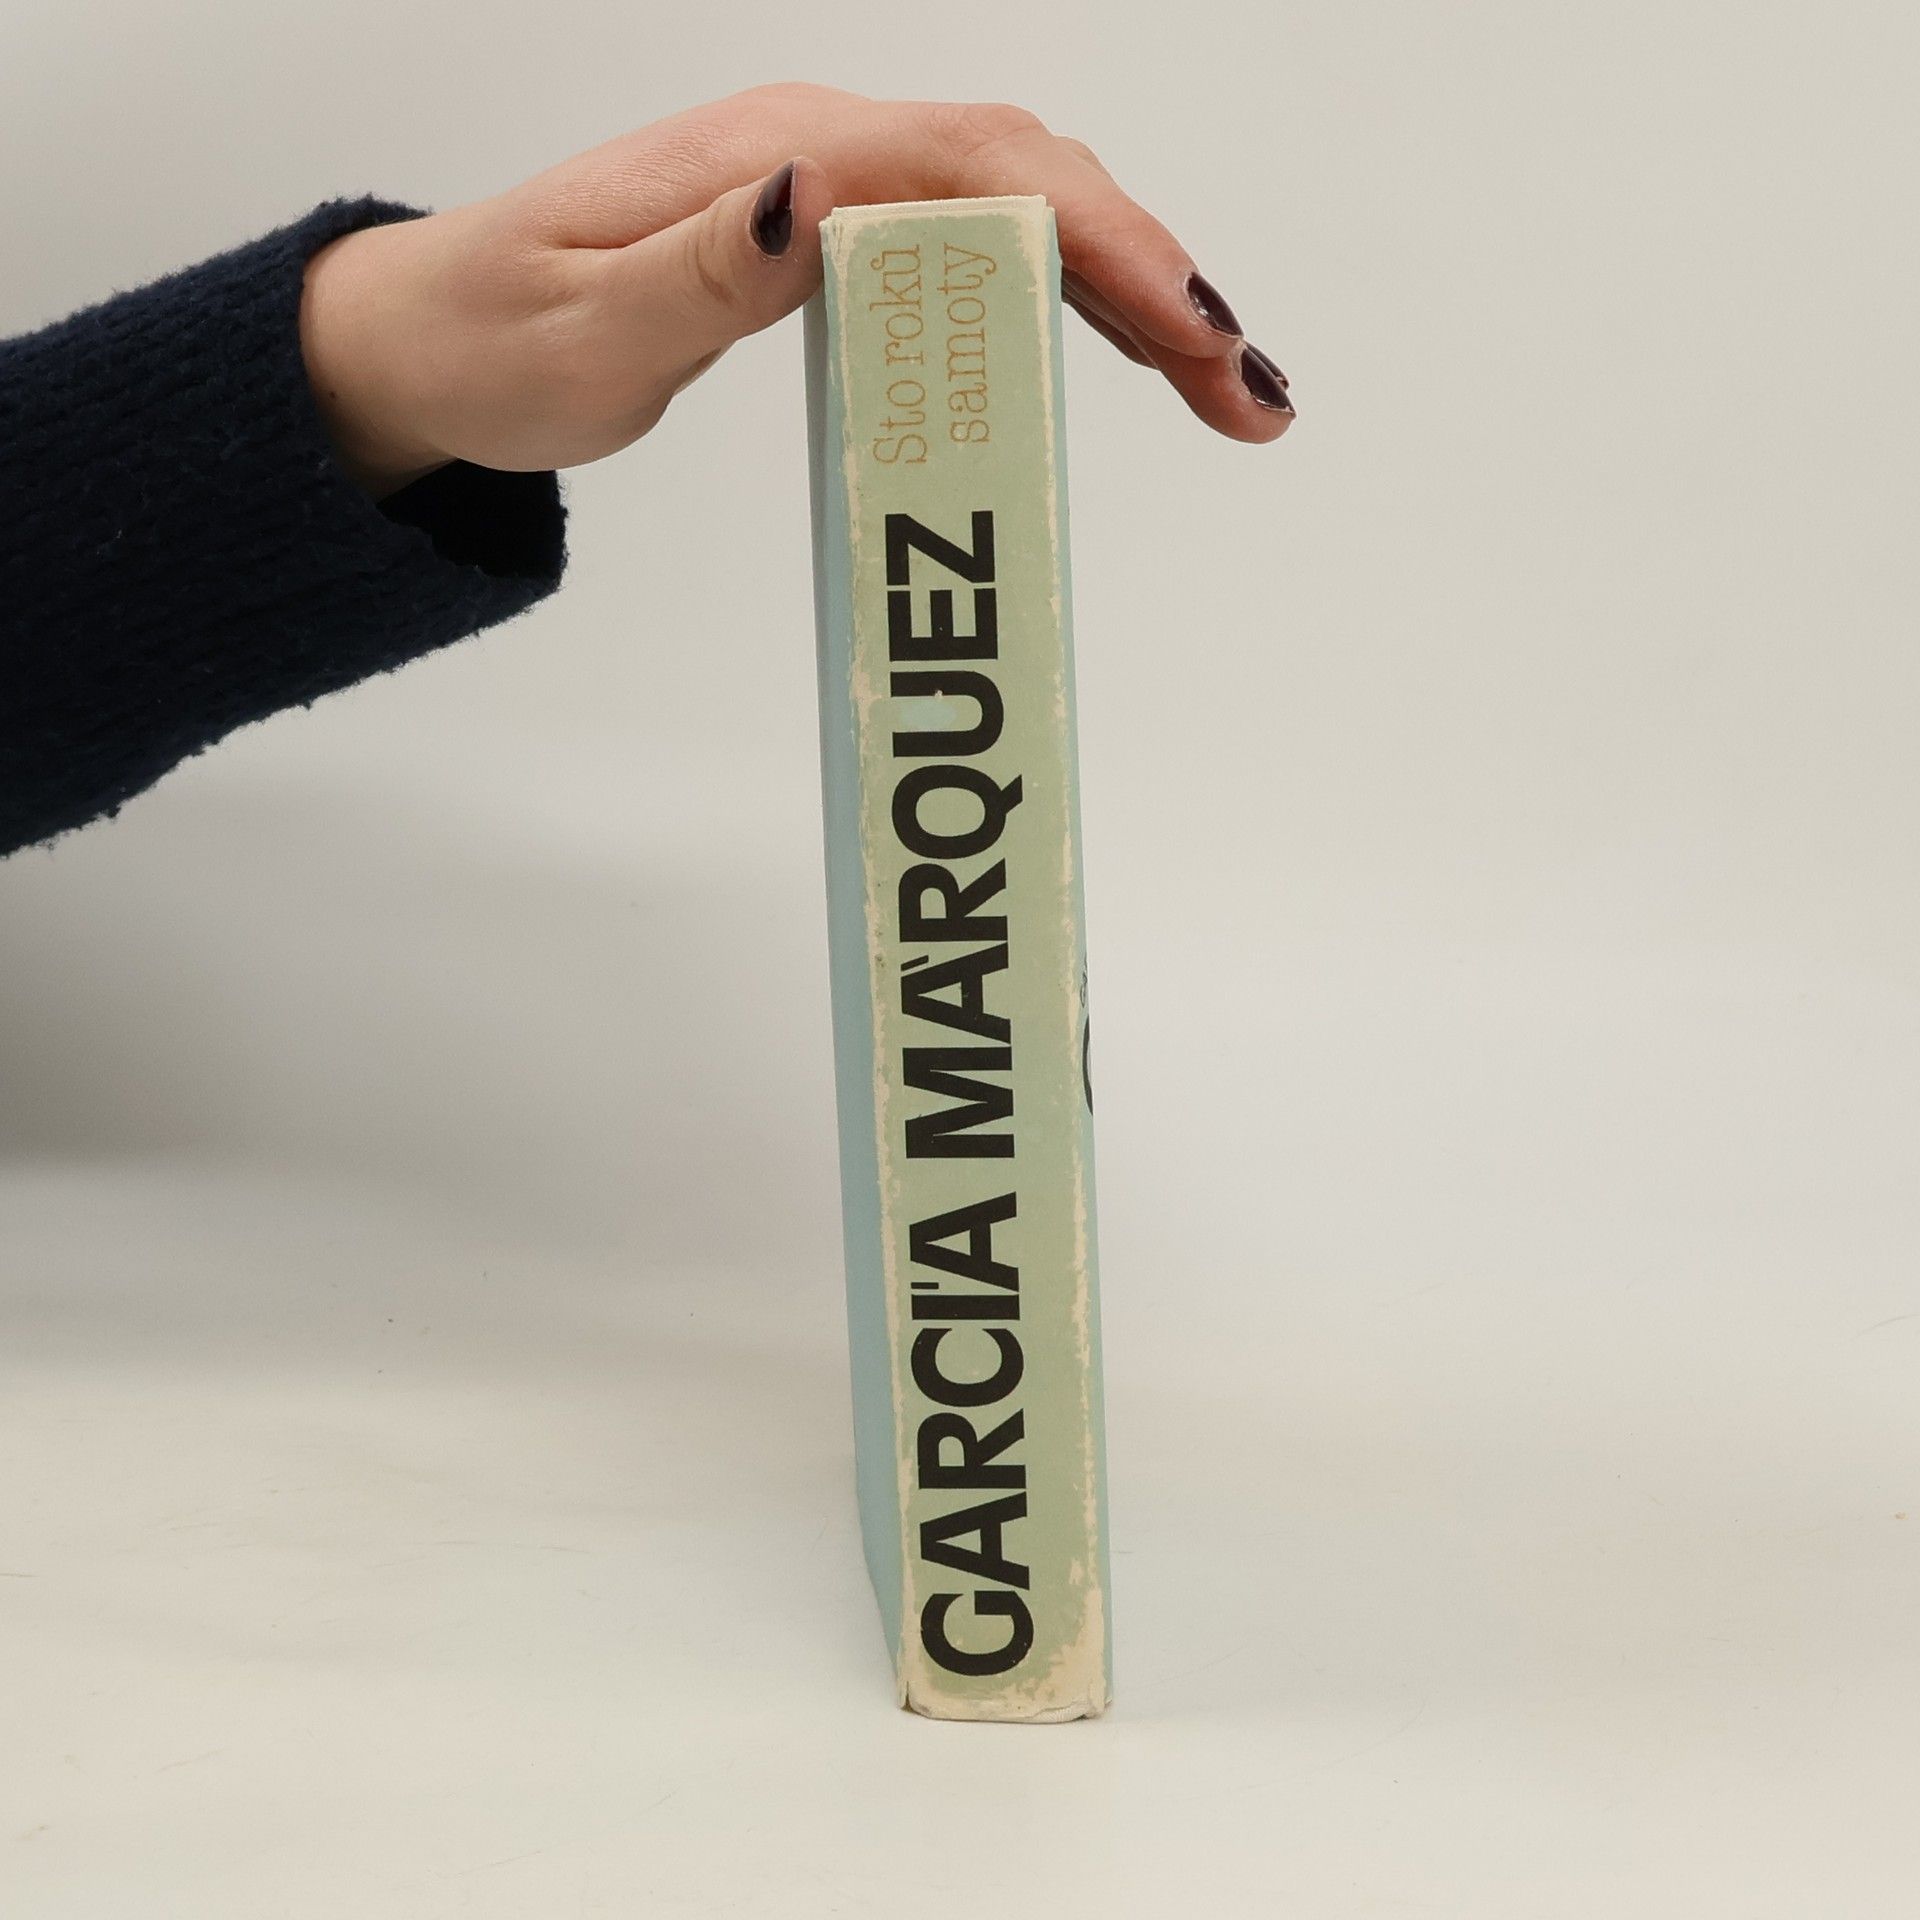 GARCÍA MÁRQUEZ
Sto roků
samoty